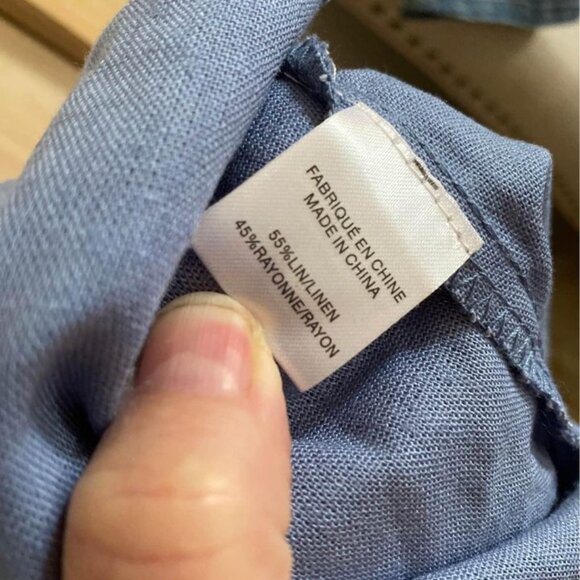 FABRIQUÉ EN CHINE
MADE IN CHINA
55%LIN/LINEN
45%RAYONNE/RAYON